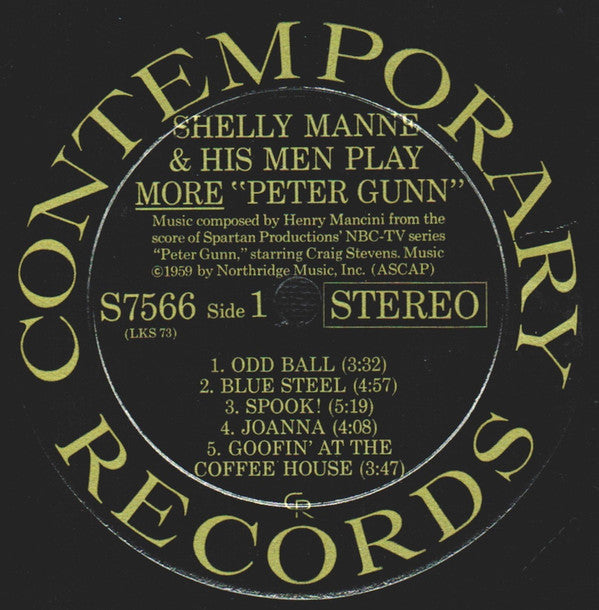 CONTEMPORARY
SHELLY MANNE
& HIS MEN PLAY
MORE "PETER GUNN"
Music composed by Henry Mancini from the
score of Spartan Productions' NBC-TV series
"Peter Gunn," starring Craig Stevens. Music
©1959 by Northridge Music, Inc. (ASCAP)
S7566 Side 1 STEREO
(LKS 73)
1. ODD BALL (3:32)
2. BLUE STEEL (4:57)
3. SPOOK! (5:19)
4. JOANNA (4:08)
5. GOOFIN' AT THE
COFFEE HOUSE (3:47)
CR
RECORDS